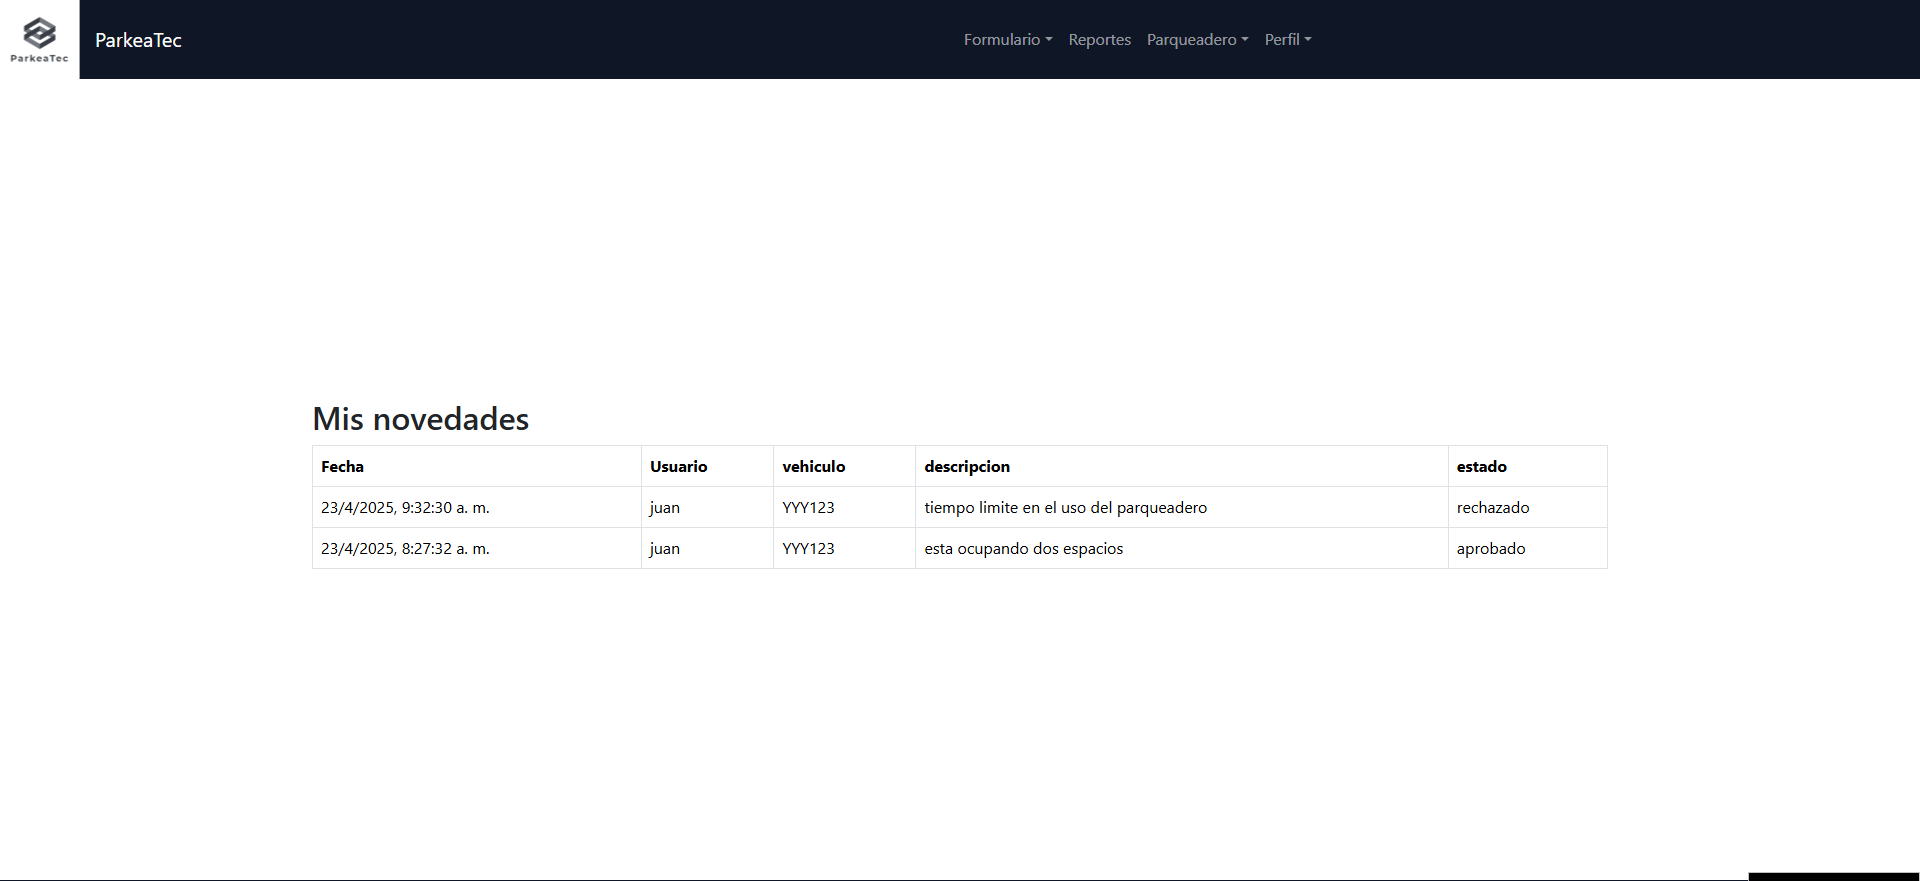 ParkeaTec
ParkeaTec Formulario Reportes Parqueadero Perfil
Mis novedades
Fecha Usuario vehiculo descripcion estado
23/4/2025, 9:32:30 a. m. juan YYY123 tiempo limite en el uso del parqueadero rechazado
23/4/2025, 8:27:32 a. m. juan YYY123 esta ocupando dos espacios aprobado